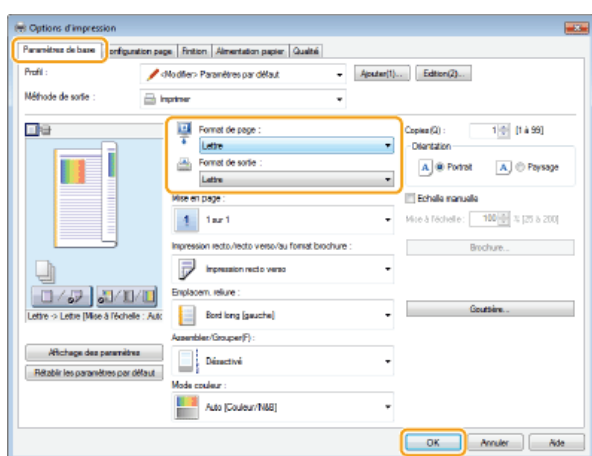 Options d'impression
Paramètres de base onfiguration page Finition Alimentation papier Qualité
Profil : <Modifier> Paramètres par défaut Ajouter(1)... Edition(2)...
Méthode de sortie : Imprimer
Format de page :
Lettre
Format de sortie :
Lettre
Copies(Q) : 1 [1 à 99]
Orientation
A Portrait A Paysage
Mise en page :
1 1 sur 1
Echelle manuelle
Mise à l'échelle : 100 % [25 à 200]
Impression recto/recto verso/au format brochure :
Impression recto verso
Brochure...
Emplacem. reliure :
Bord long [gauche]
Gouttière...
Lettre -> Lettre [Mise à l'échelle : Auto
Assembler/Grouper(F) :
Désactivé
Affichage des paramètres
Rétablir les paramètres par défaut
Mode couleur :
Auto [Couleur/N&B]
OK Annuler Aide